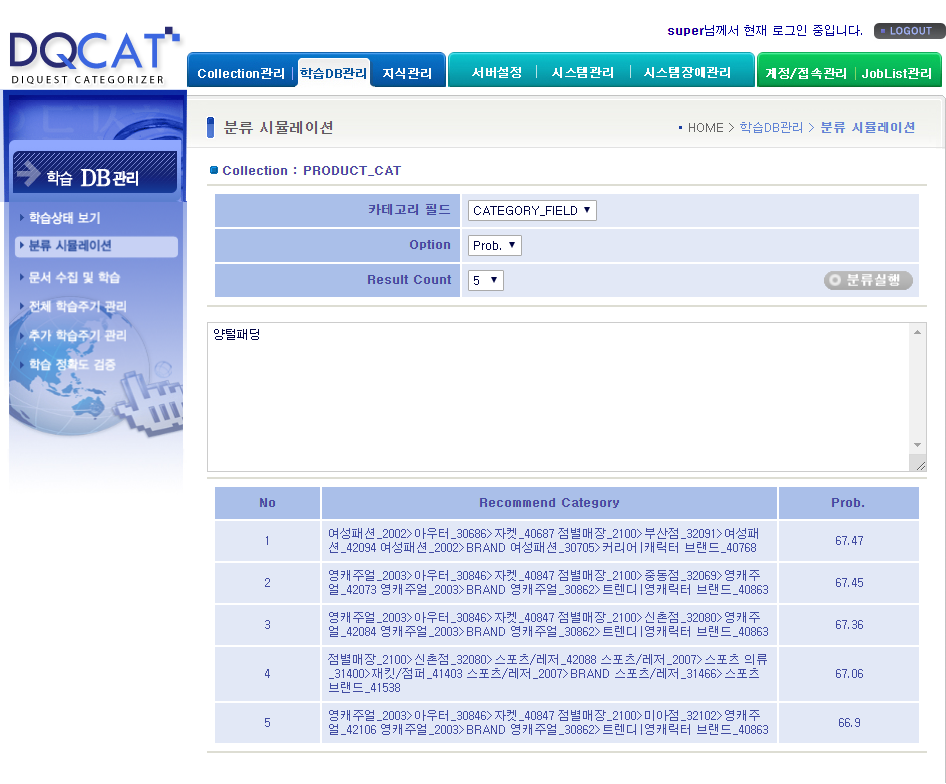 super님께서 현재 로그인 중입니다. LOGOUT
DQCAT
DIQUEST CATEGORIZER
Collection관리 학습DB관리 지식관리 서버설정 시스템관리 시스템장애관리 계정/접속관리 JobList관리
분류 시뮬레이션
HOME > 학습DB관리 > 분류 시뮬레이션
학습 DB관리
학습상태 보기
분류 시뮬레이션
문서 수집 및 학습
전체 학습주기 관리
추가 학습주기 관리
학습 정확도 검증
Collection : PRODUCT_CAT
카테고리 필드 CATEGORY_FIELD
Option Prob.
Result Count 5 분류실행
양털패딩
No Recommend Category Prob.
1 여성패션_2002>아우터_30686>자켓_40687 점별매장_2100>부산점_32091>여성패 67.47
션_42094 여성패션_2002>BRAND 여성패션_30705>커리어|캐릭터 브랜드_40768
2 영캐주얼_2003>아우터_30846>자켓_40847 점별매장_2100>중동점_32069>영캐주 67.45
얼_42073 영캐주얼_2003>BRAND 영캐주얼_30862>트렌디|영캐릭터 브랜드_40863
3 영캐주얼_2003>아우터_30846>자켓_40847 점별매장_2100>신촌점_32080>영캐주 67.36
얼_42084 영캐주얼_2003>BRAND 영캐주얼_30862>트렌디|영캐릭터 브랜드_40863
4 점별매장_2100>신촌점_32080>스포츠/레저_42088 스포츠/레저_2007>스포츠 의류 67.06
_31400>재킷/점퍼_41403 스포츠/레저_2007>BRAND 스포츠/레저_31466>스포츠
브랜드_41538
5 영캐주얼_2003>아우터_30846>자켓_40847 점별매장_2100>미아점_32102>영캐주 66.9
얼_42106 영캐주얼_2003>BRAND 영캐주얼_30862>트렌디|영캐릭터 브랜드_40863